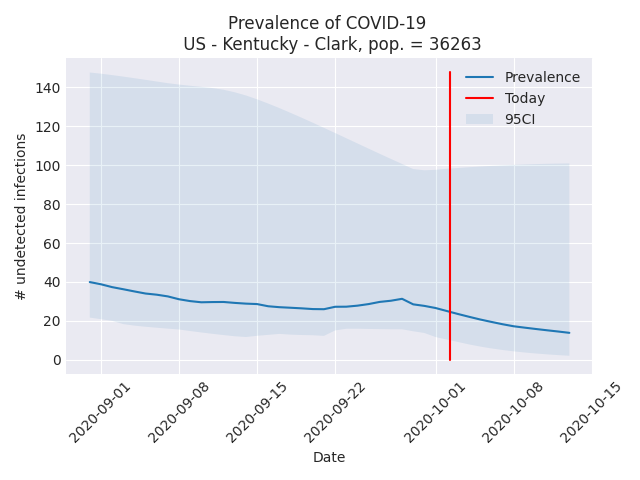 Prevalence of COVID-19
US - Kentucky - Clark, pop. = 36263
Prevalence
Today
95CI
# undetected infections
140
120
100
80
60
40
20
0
2020-09-01
2020-09-08
2020-09-15
2020-09-22
2020-10-01
2020-10-08
2020-10-15
Date